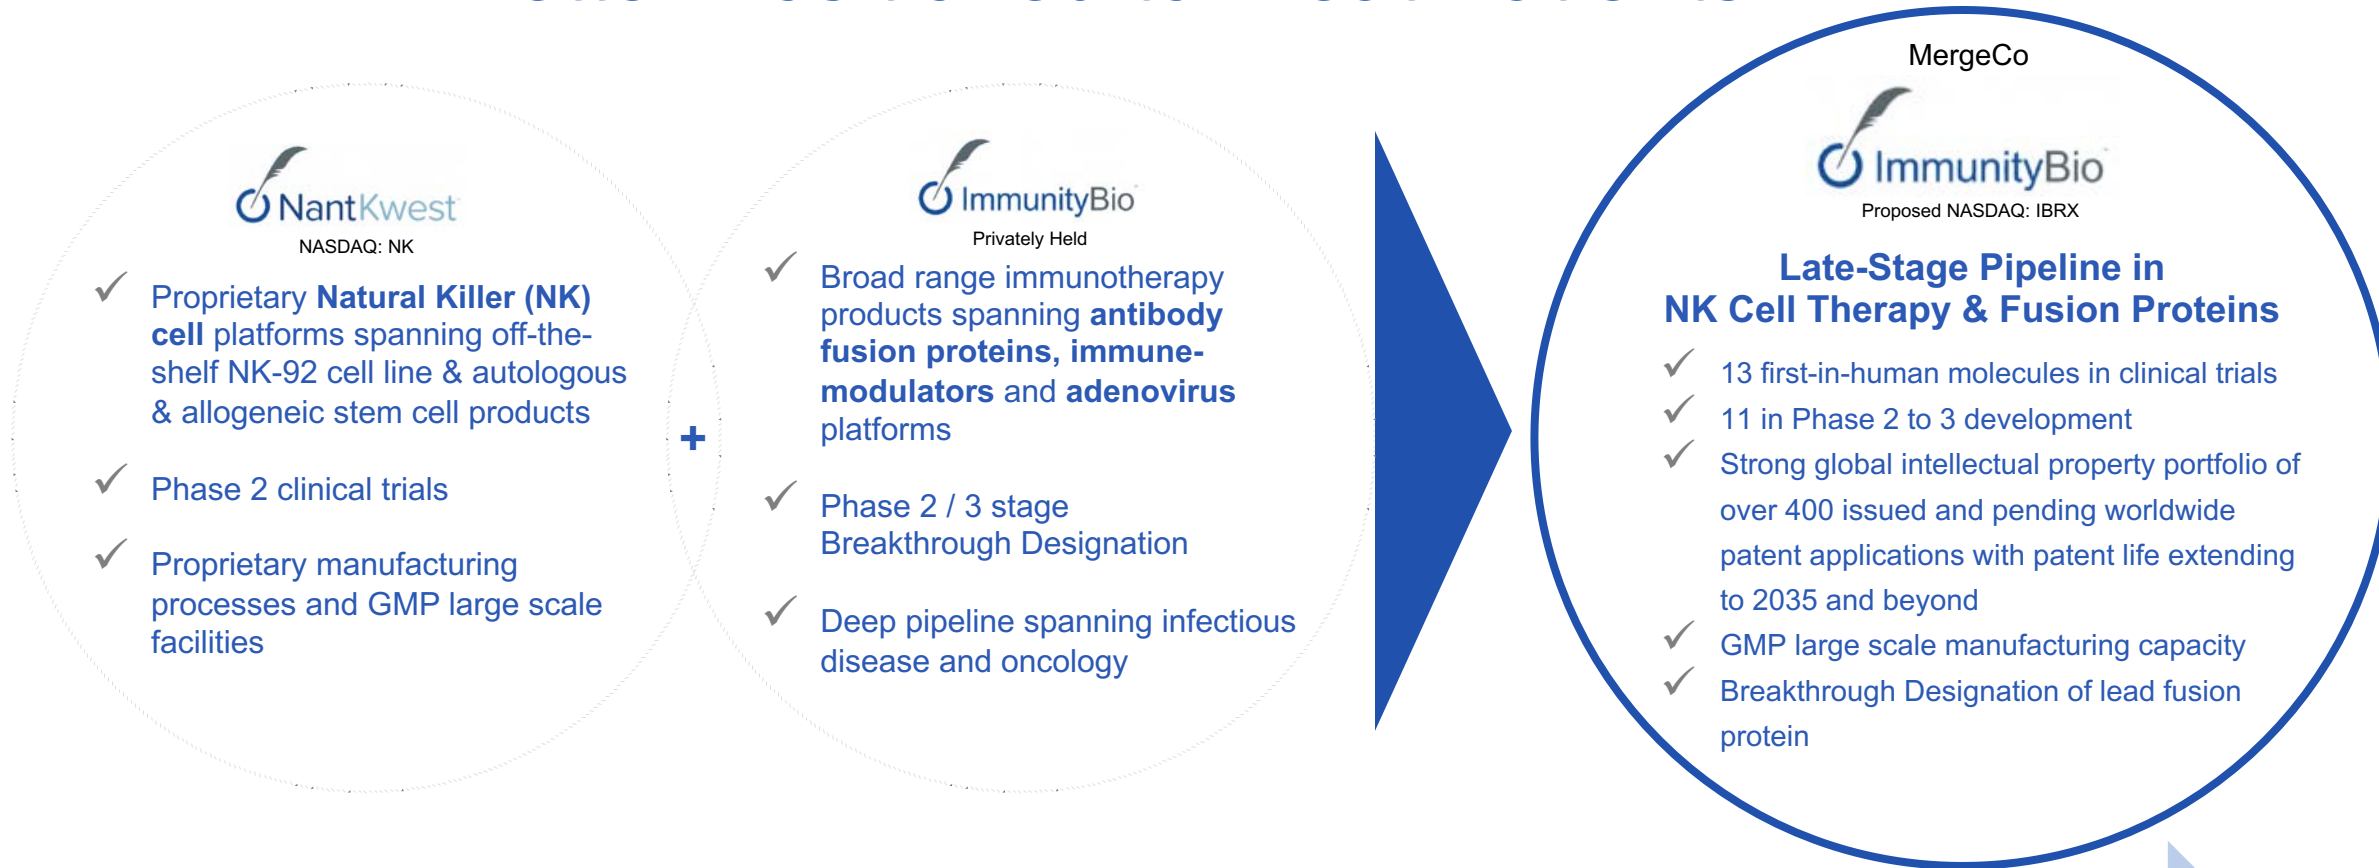 NantKwest
NASDAQ: NK
Proprietary Natural Killer (NK)
cell platforms spanning off-the-
shelf NK-92 cell line & autologous
& allogeneic stem cell products
Phase 2 clinical trials
Proprietary manufacturing
processes and GMP large scale
facilities
+
ImmunityBio
Privately Held
Broad range immunotherapy
products spanning antibody
fusion proteins, immune-
modulators and adenovirus
platforms
Phase 2 / 3 stage
Breakthrough Designation
Deep pipeline spanning infectious
disease and oncology
MergeCo
ImmunityBio
Proposed NASDAQ: IBRX
Late-Stage Pipeline in
NK Cell Therapy & Fusion Proteins
13 first-in-human molecules in clinical trials
11 in Phase 2 to 3 development
Strong global intellectual property portfolio of
over 400 issued and pending worldwide
patent applications with patent life extending
to 2035 and beyond
GMP large scale manufacturing capacity
Breakthrough Designation of lead fusion
protein